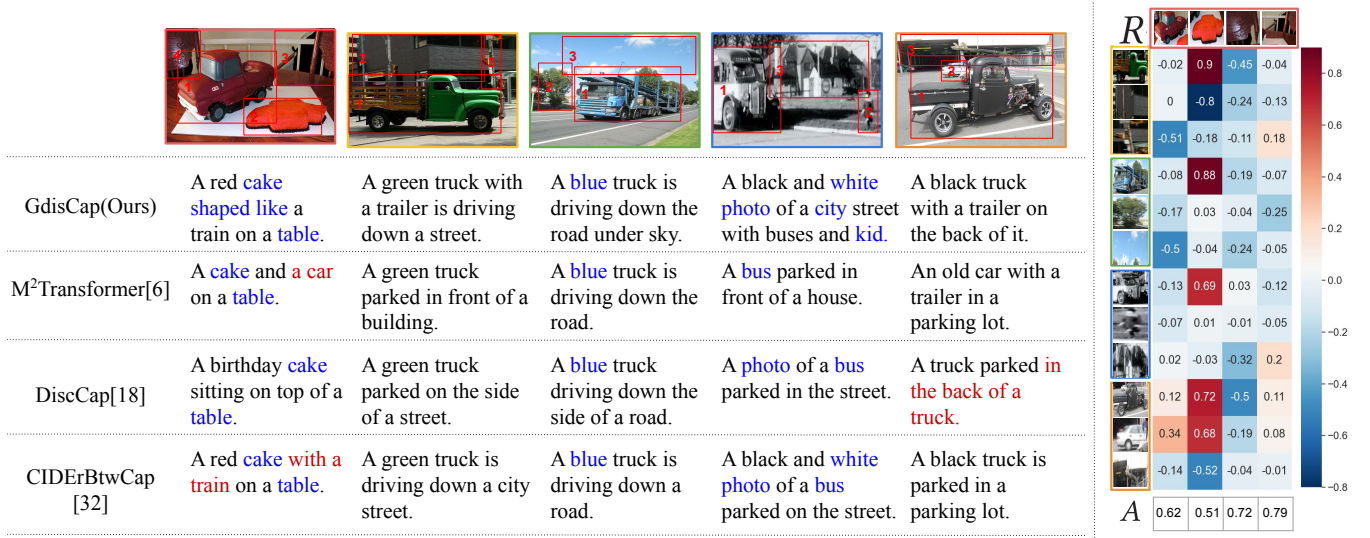 GdisCap(Ours)
A red cake
shaped like a
train on a table.
A green truck with
a trailer is driving
down a street.
A blue truck is
driving down the
road under sky.
A black and white
photo of a city street
with buses and kid.
A black truck
with a trailer on
the back of it.
M²Transformer[6]
A cake and a car
on a table.
A green truck
parked in front of a
building.
A blue truck is
driving down the
road.
A bus parked in
front of a house.
An old car with a
trailer in a
parking lot.
DiscCap[18]
A birthday cake
sitting on top of a
table.
A green truck
parked on the side
of a street.
A blue truck
driving down the
side of a road.
A photo of a bus
parked in the street.
A truck parked in
the back of a
truck.
CIDErBtwCap
[32]
A red cake with a
train on a table.
A green truck is
driving down a city
street.
A blue truck is
driving down a
road.
A black and white
photo of a bus
parked on the street.
A black truck is
parked in a
parking lot.
R
-0.02 0.9 -0.45 -0.04
0 -0.8 -0.24 -0.13
-0.51 -0.18 -0.11 0.18
-0.08 0.88 -0.19 -0.07
-0.17 0.03 -0.04 -0.25
-0.5 -0.04 -0.24 -0.05
-0.13 0.69 0.03 -0.12
-0.07 0.01 -0.01 -0.05
0.02 -0.03 -0.32 0.2
0.12 0.72 -0.5 0.11
0.34 0.68 -0.19 0.08
-0.14 -0.52 -0.04 -0.01
A 0.62 0.51 0.72 0.79
0.8
0.6
0.4
0.2
0.0
-0.2
-0.4
-0.6
-0.8